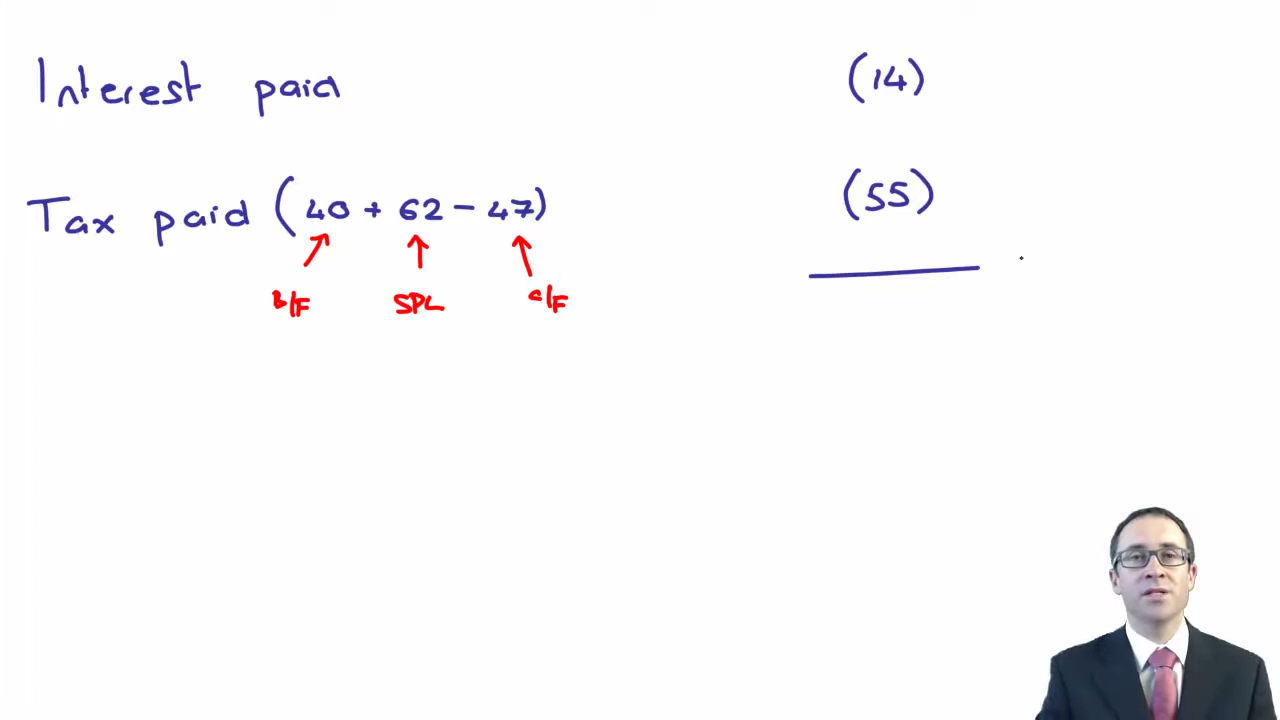 Interest paid (14)
Tax paid (40 + 62 - 47) (55)
B/F SPL C/F